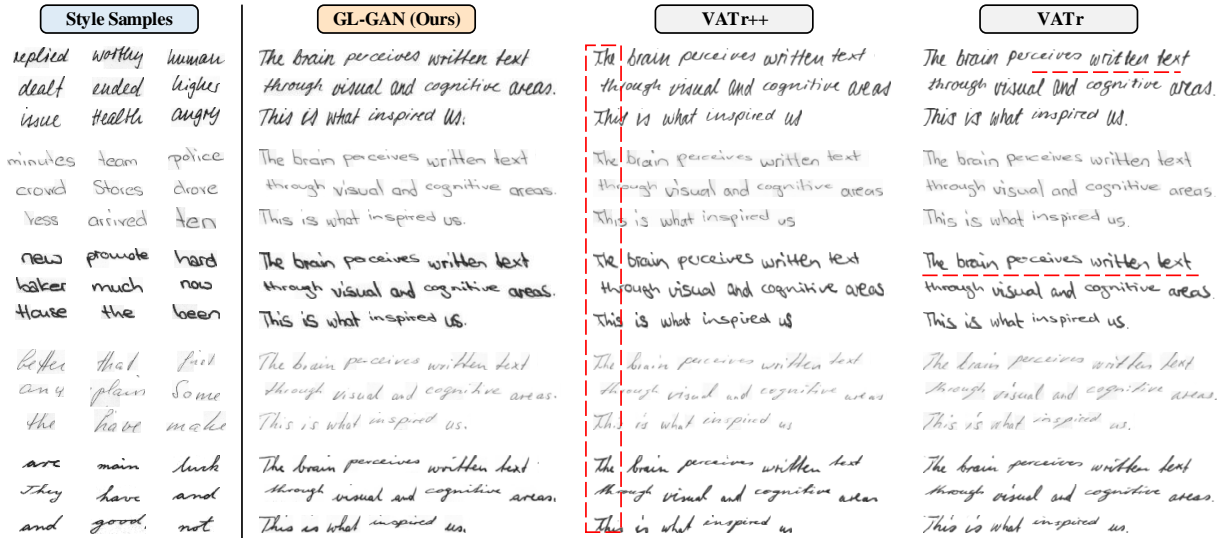 Style Samples GL-GAN (Ours) VATr++ VATr
replied worthy human The brain perceives written text The brain perceives written text The brain perceives written text
dealt ended higher through visual and cognitive areas. through visual and cognitive areas through visual and cognitive areas.
issue Health angry This is what inspired us. This is what inspired us This is what inspired us.
minutes team police The brain perceives written text The brain perceives written text The brain perceives written text
crowd Stores drove through visual and cognitive areas. through visual and cognitive areas through visual and cognitive areas.
ress arrived ten This is what inspired us. This is what inspired us This is what inspired us.
new promote hard The brain perceives written text The brain perceives written text The brain perceives written text
baker much now through visual and cognitive areas. through visual and cognitive areas through visual and cognitive areas.
House the been This is what inspired us. This is what inspired us This is what inspired us.
better that first The brain perceives written text The brain perceives written text The brain perceives written text
any plain Some through visual and cognitive areas. through visual and cognitive areas through visual and cognitive areas.
the have make This is what inspired us. This is what inspired us This is what inspired us.
are main luck The brain perceives written text The brain perceives written text The brain perceives written text
They have and through visual and cognitive areas. through visual and cognitive areas through visual and cognitive areas.
and good. not This is what inspired us. This is what inspired us This is what inspired us.